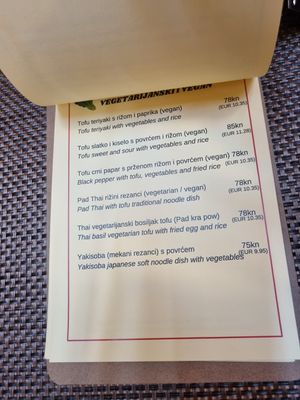 VEGETARIJANSKI I VEGAN
Tofu teriyaki s rižom i paprika (vegan) 78kn
Tofu teriyaki with vegetables and rice (EUR 10.35)
Tofu slatko i kiselo s povrćem i rižom (vegan) 85kn
Tofu sweet and sour with vegetables and rice (EUR 11.28)
Tofu crni papar s prženom rižom i povrćem (vegan) 78kn
Black pepper with tofu, vegetables and fried rice (EUR 10.35)
Pad Thai rižini rezanci (vegetarian / vegan) 78kn
Pad Thai with tofu traditional noodle dish (EUR 10.35)
Thai vegetarijanski bosiljak tofu (Pad kra pow) 78kn
Thai basil vegetarian tofu with fried egg and rice (EUR 10.35)
Yakisoba (mekani rezanci) s povrćem 75kn
Yakisoba japanese soft noodle dish with vegetables (EUR 9.95)